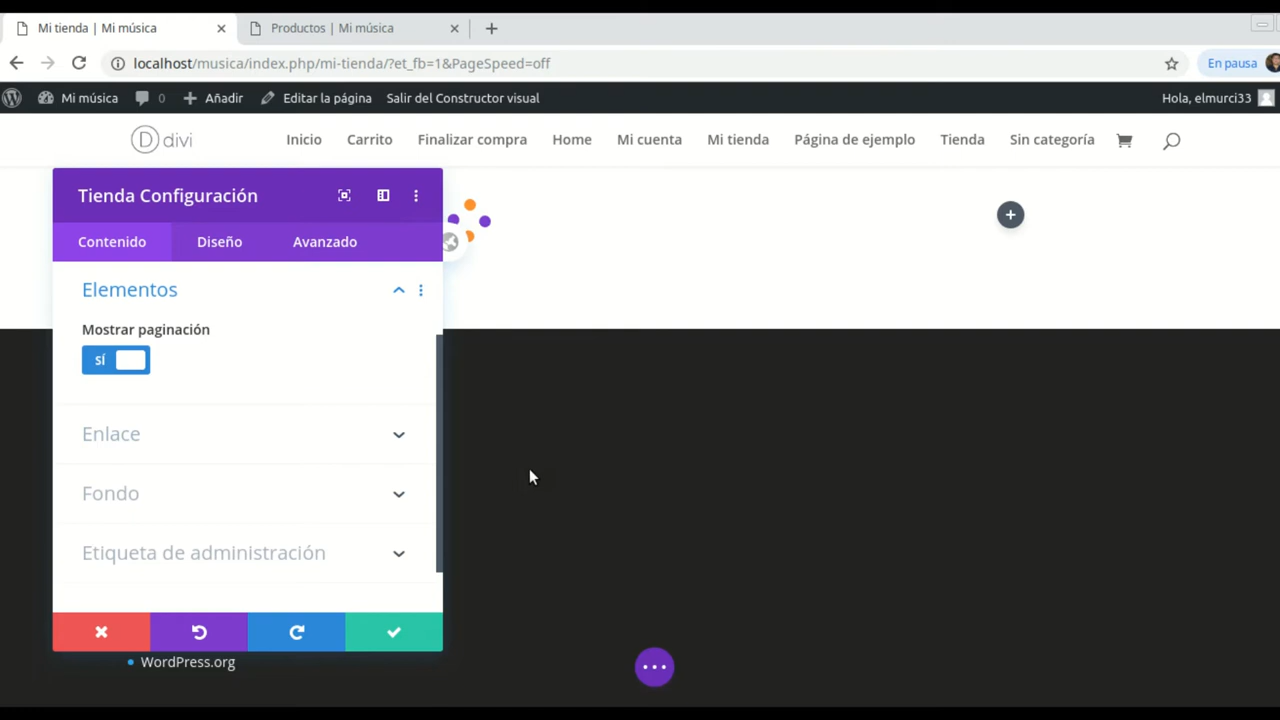 Mi tienda | Mi música
Productos | Mi música
localhost/musica/index.php/mi-tienda/?et_fb=1&PageSpeed=off
En pausa
Mi música 0 Añadir Editar la página Salir del Constructor visual Hola, elmurci33
D divi Inicio Carrito Finalizar compra Home Mi cuenta Mi tienda Página de ejemplo Tienda Sin categoría
Tienda Configuración
Contenido Diseño Avanzado
Elementos
Mostrar paginación
SÍ
Enlace
Fondo
Etiqueta de administración
WordPress.org